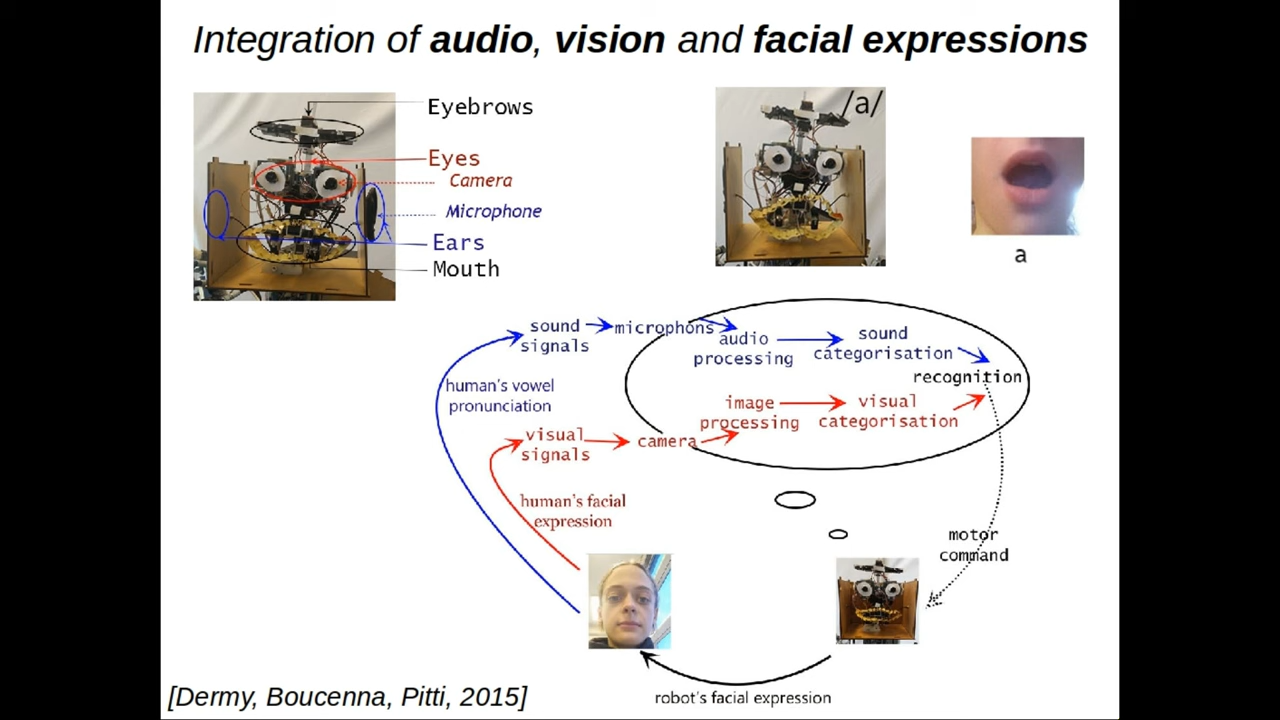 Integration of audio, vision and facial expressions
Eyebrows
Eyes
Camera
Microphone
Ears
Mouth
/a/
a
sound
signals
microphons
audio
processing
sound
categorisation
recognition
human's vowel
pronunciation
image
processing
visual
categorisation
visual
signals
camera
human's facial
expression
motor
command
robot's facial expression
[Dermy, Boucenna, Pitti, 2015]